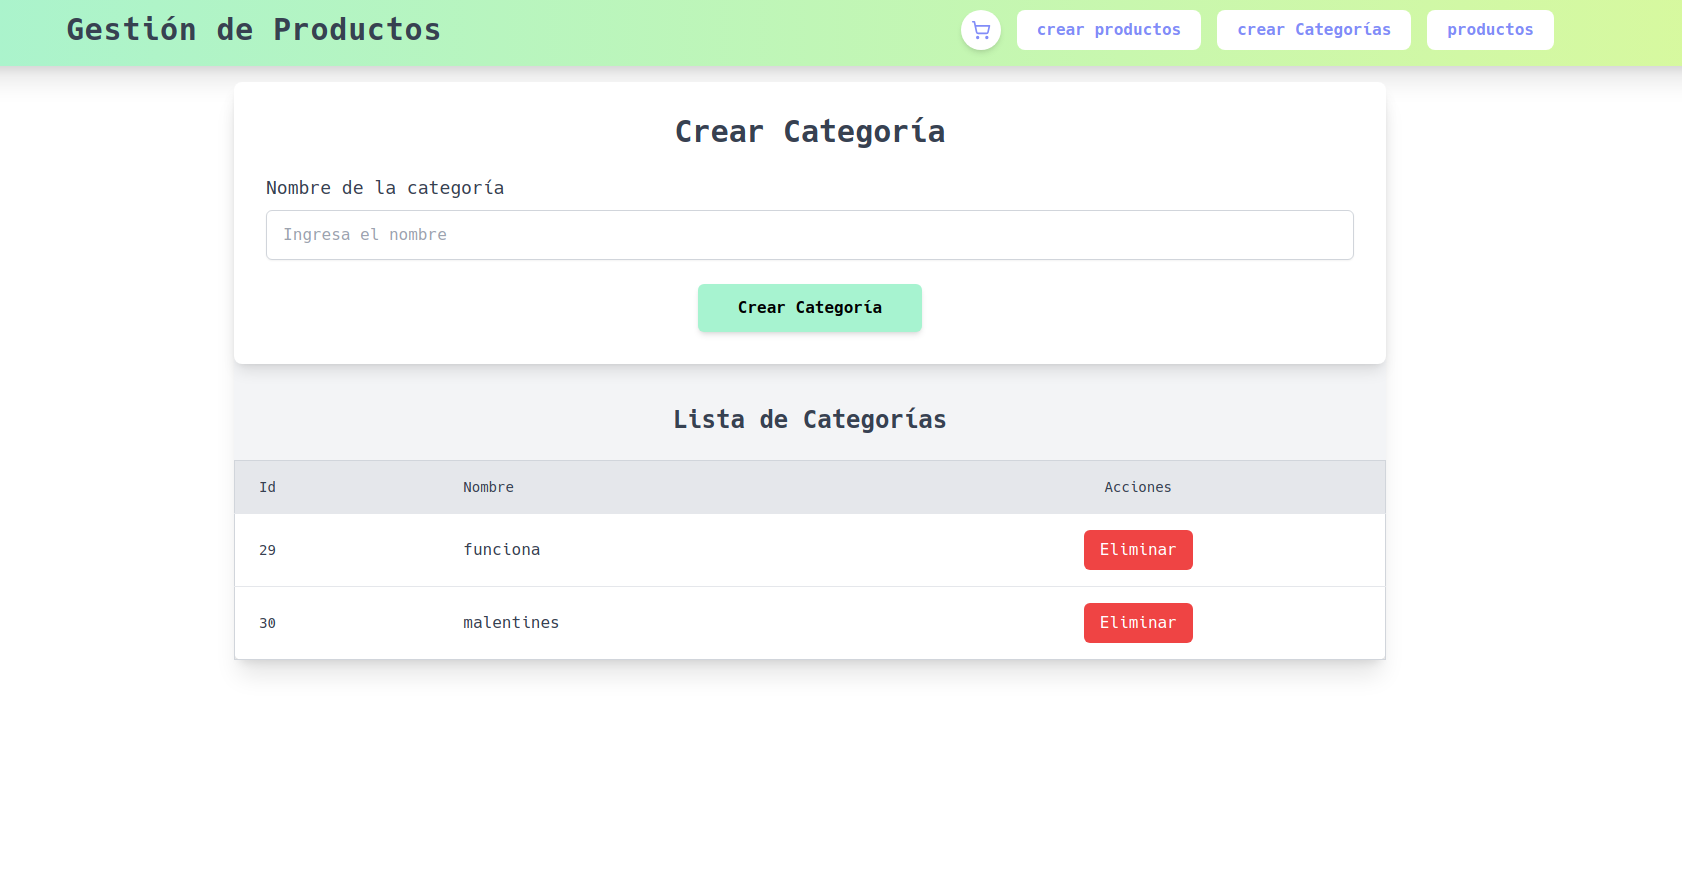 Gestión de Productos
crear productos
crear Categorías
productos
Crear Categoría
Nombre de la categoría
Ingresa el nombre
Crear Categoría
Lista de Categorías
Id Nombre Acciones
29 funciona Eliminar
30 malentines Eliminar